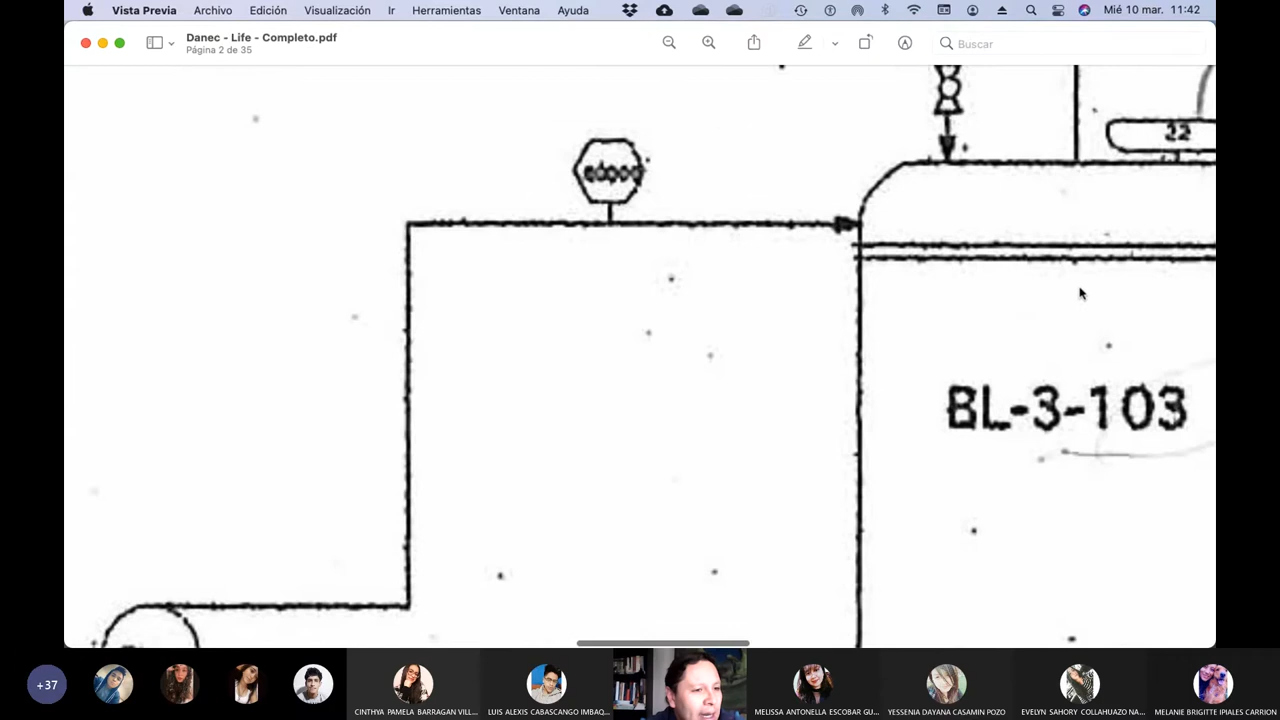 Vista Previa Archivo Edición Visualización Ir Herramientas Ventana Ayuda Mié 10 mar. 11:42
Danec - Life - Completo.pdf
Página 2 de 35
Buscar
22
BL-3-103
+37
CINTHYA PAMELA BARRAGAN VILL...
LUIS ALEXIS CABASCANGO IMBAQ...
MELISSA ANTONELLA ESCOBAR GU...
YESSENIA DAYANA CASAMIN POZO
EVELYN SAHORY COLLAHUAZO NA...
MELANIE BRIGITTE IPIALES CARRION